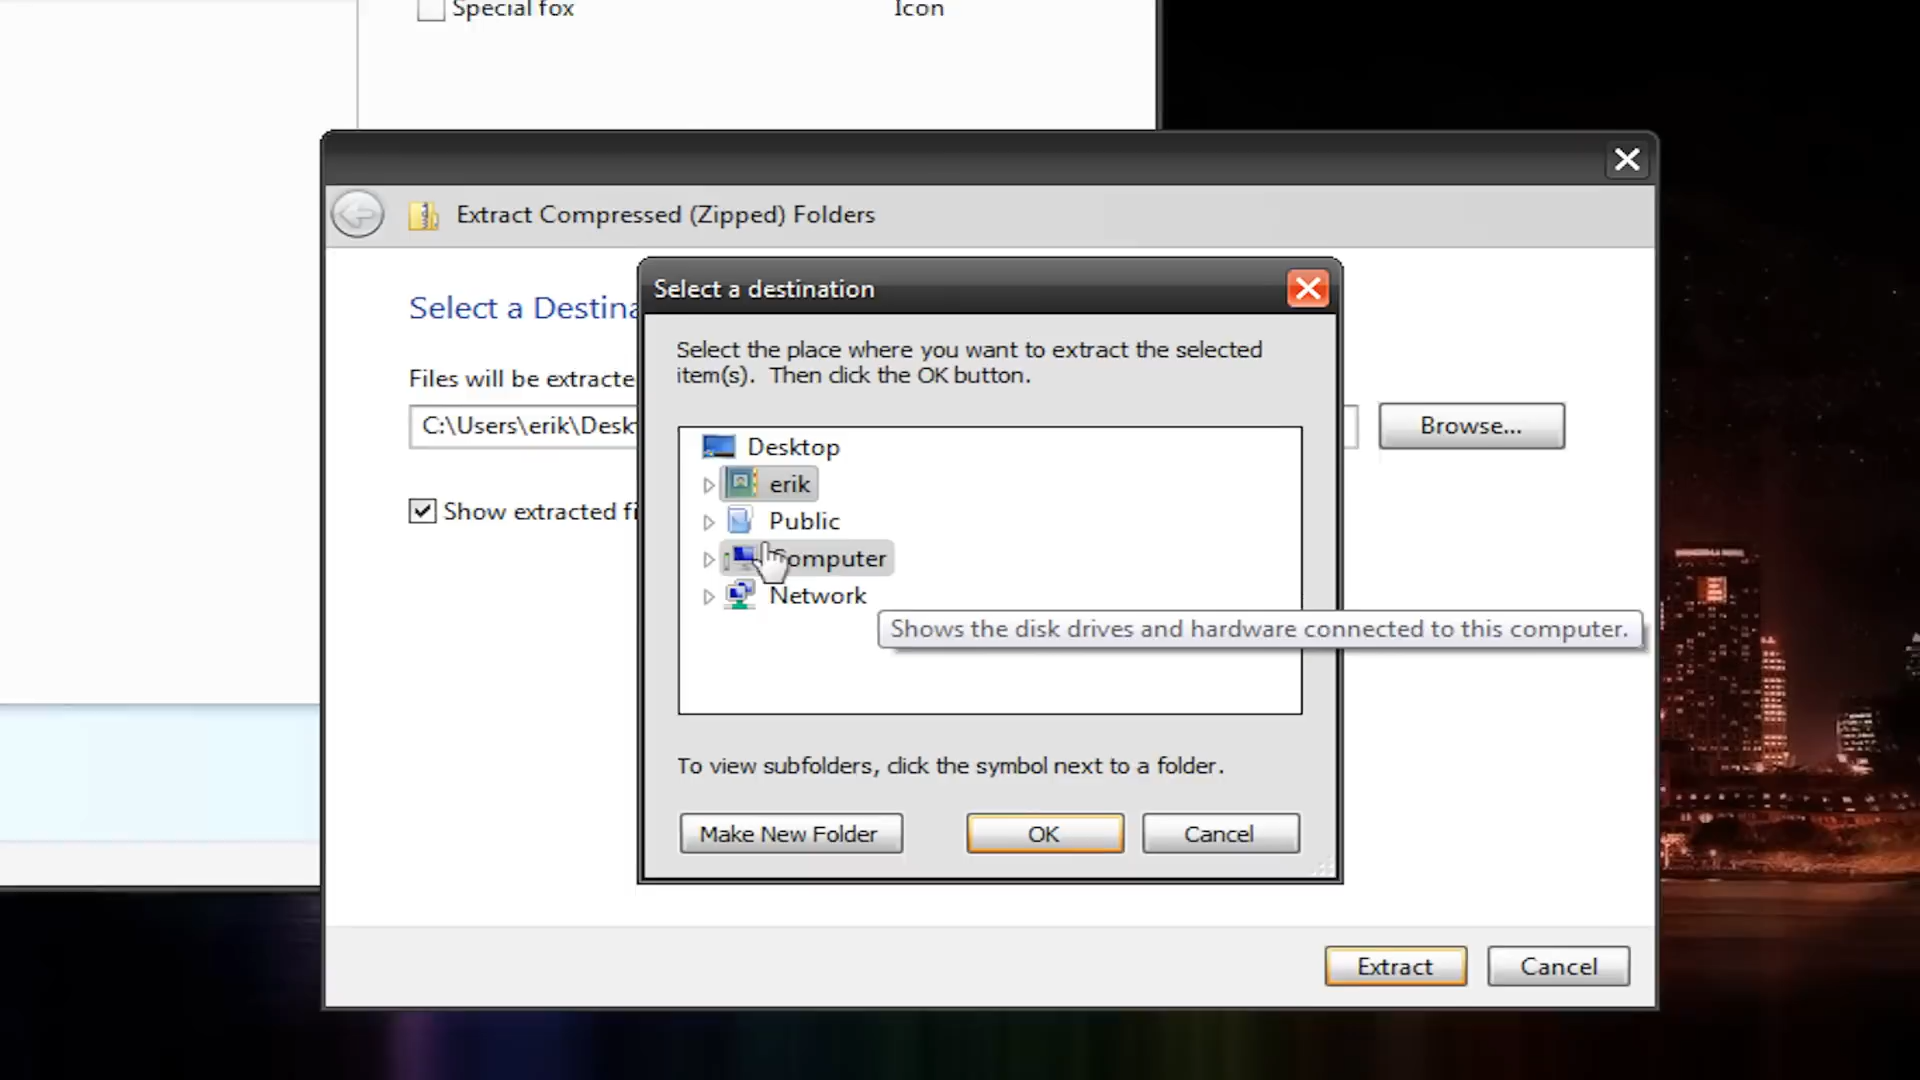 Special fox
Icon
Extract Compressed (Zipped) Folders
Select a Destina
Select a destination
Select the place where you want to extract the selected
item(s). Then click the OK button.
Files will be extracte
C:\Users\erik\Desk
Browse...
Show extracted fi
Desktop
erik
Public
Computer
Network
Shows the disk drives and hardware connected to this computer.
To view subfolders, click the symbol next to a folder.
Make New Folder
OK
Cancel
Extract
Cancel